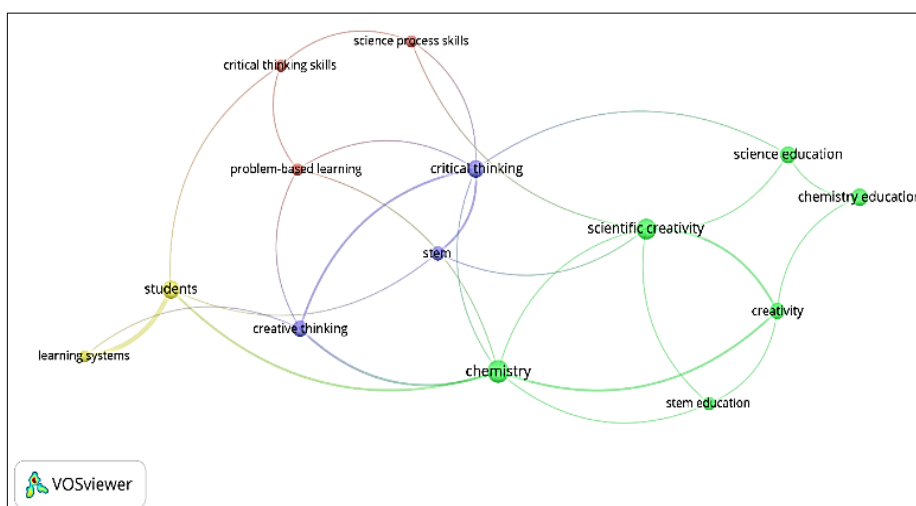 science process skills
critical thinking skills
science education
problem-based learning
critical thinking
chemistry education
scientific creativity
stem
students
creativity
creative thinking
learning systems
chemistry
stem education
VOSviewer